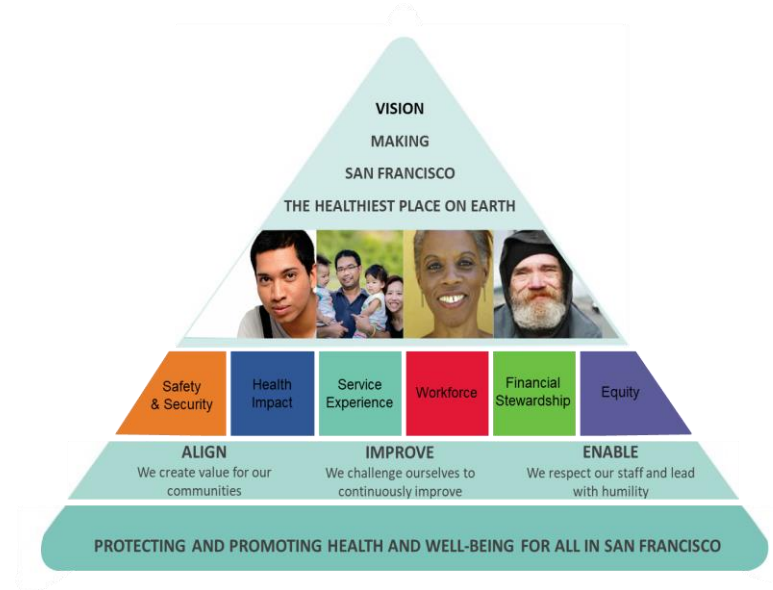 VISION
MAKING
SAN FRANCISCO
THE HEALTHIEST PLACE ON EARTH
Safety
& Security
Health
Impact
Service
Experience
Workforce
Financial
Stewardship
Equity
ALIGN
We create value for our
communities
IMPROVE
We challenge ourselves to
continuously improve
ENABLE
We respect our staff and lead
with humility
PROTECTING AND PROMOTING HEALTH AND WELL-BEING FOR ALL IN SAN FRANCISCO